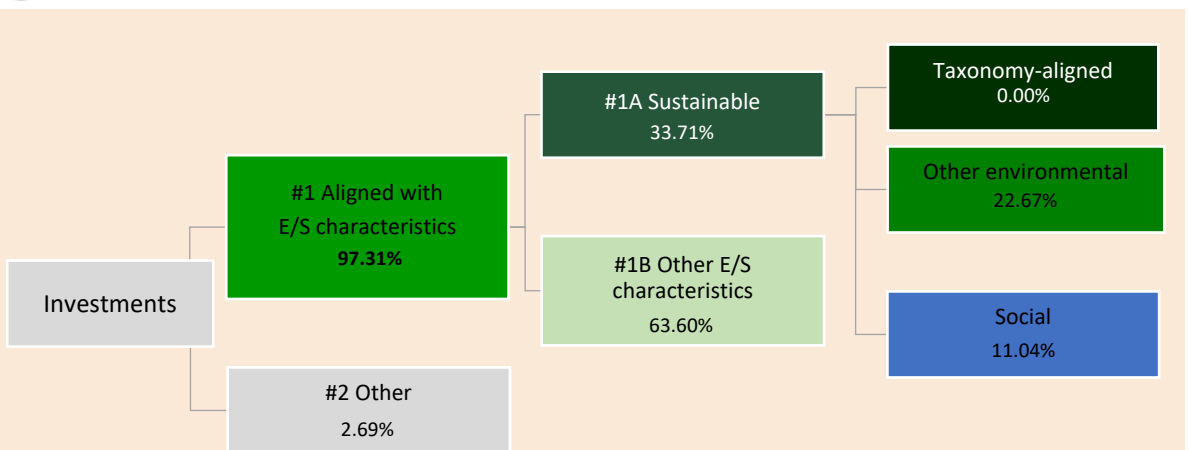 Investments
#1 Aligned with
E/S characteristics
97.31%
#2 Other
2.69%
#1A Sustainable
33.71%
#1B Other E/S
characteristics
63.60%
Taxonomy-aligned
0.00%
Other environmental
22.67%
Social
11.04%